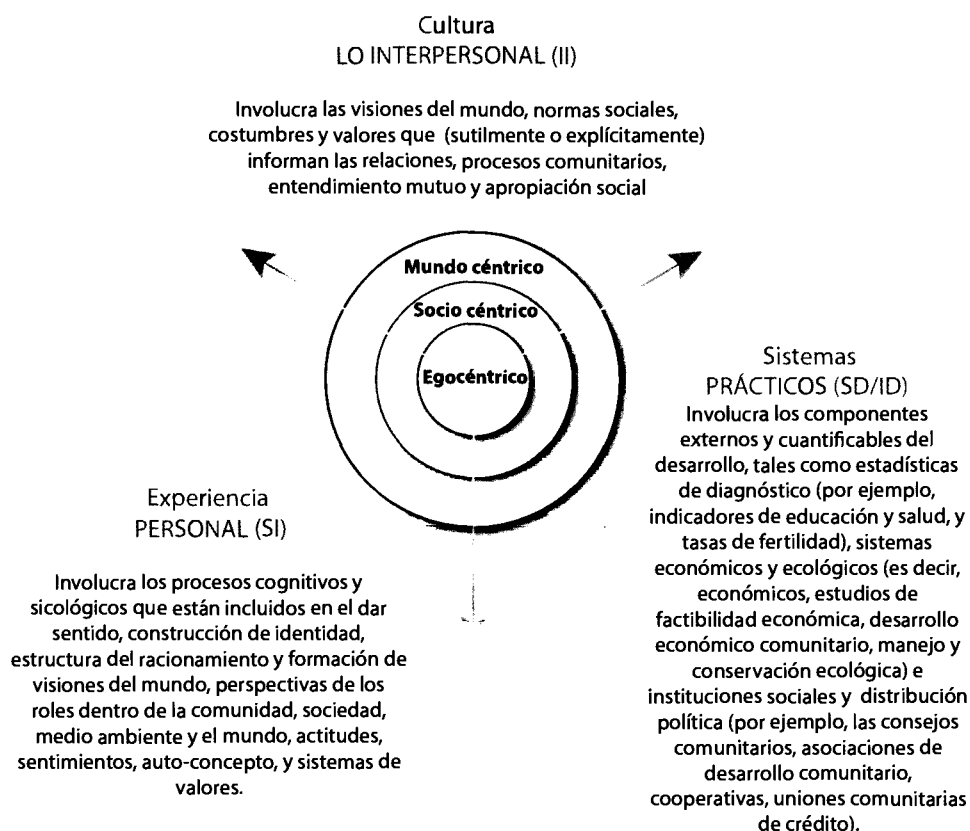 Cultura
LO INTERPERSONAL (II)
Involucra las visiones del mundo, normas sociales,
costumbres y valores que (sutilmente o explícitamente)
informan las relaciones, procesos comunitarios,
entendimiento mutuo y apropiación social
Mundo céntrico
Socio céntrico
Egocéntrico
Experiencia
PERSONAL (SI)
Involucra los procesos cognitivos y
sicológicos que están incluidos en el dar
sentido, construcción de identidad,
estructura del racionamiento y formación de
visiones del mundo, perspectivas de los
roles dentro de la comunidad, sociedad,
medio ambiente y el mundo, actitudes,
sentimientos, auto-concepto, y sistemas de
valores.
Sistemas
PRÁCTICOS (SD/ID)
Involucra los componentes
externos y cuantificables del
desarrollo, tales como estadísticas
de diagnóstico (por ejemplo,
indicadores de educación y salud, y
tasas de fertilidad), sistemas
económicos y ecológicos (es decir,
económicos, estudios de
factibilidad económica, desarrollo
económico comunitario, manejo y
conservación ecológica) e
instituciones sociales y distribución
política (por ejemplo, las consejos
comunitarios, asociaciones de
desarrollo comunitario,
cooperativas, uniones comunitarias
de crédito).